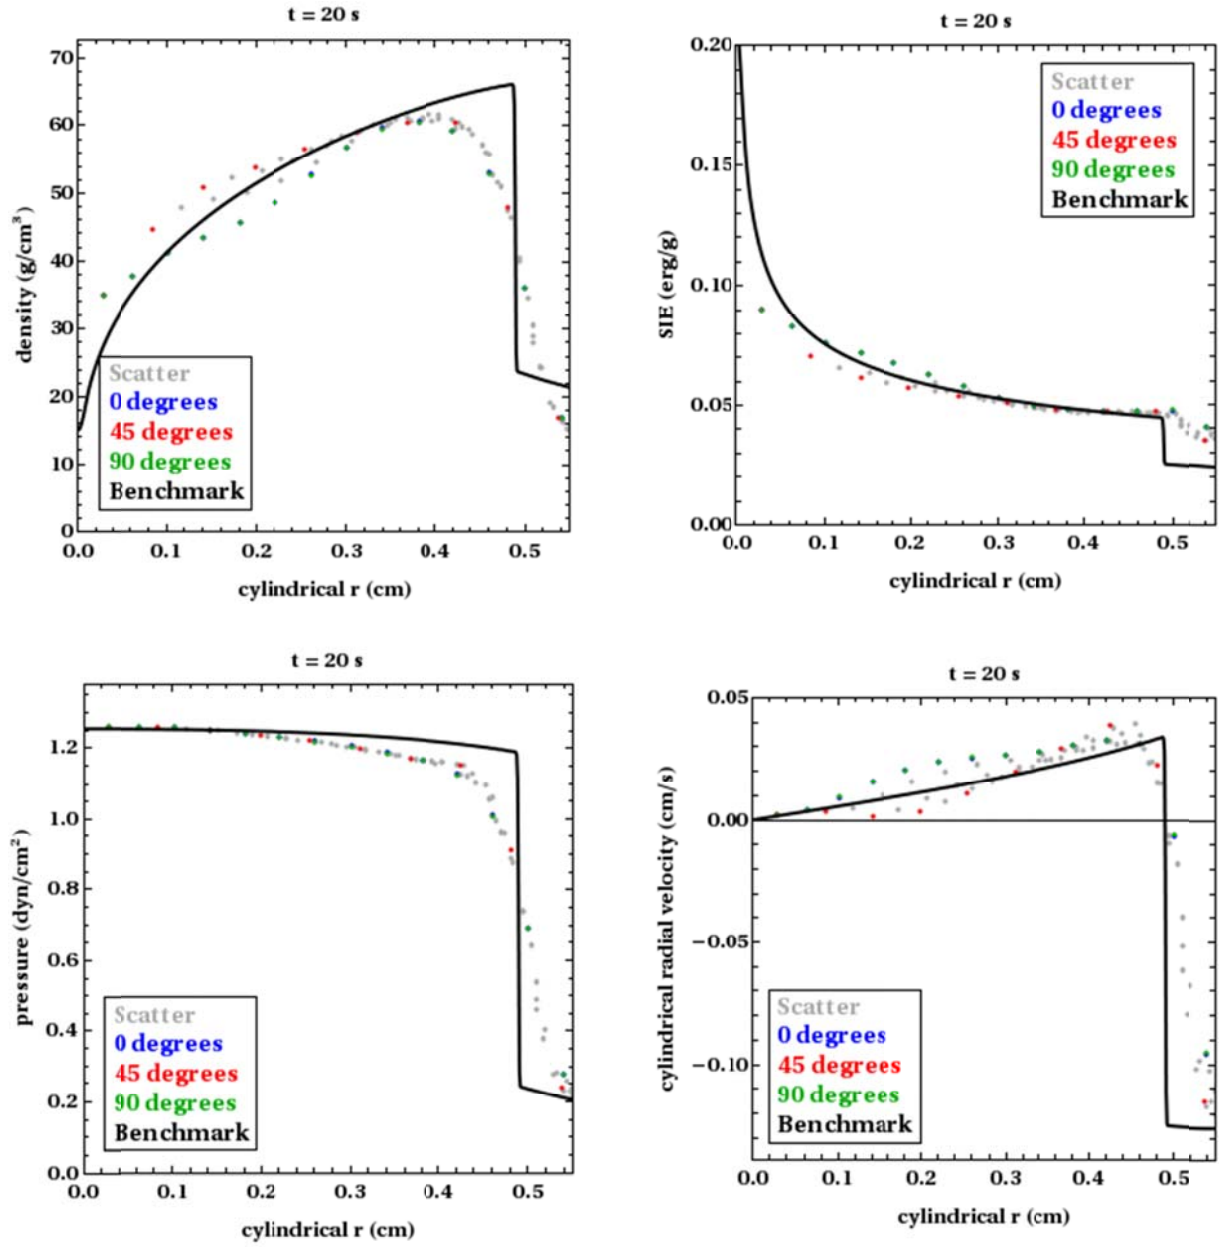 t = 20 s
70
60
50
40
30
20
10
0
density (g/cm³)
Scatter
0 degrees
45 degrees
90 degrees
Benchmark
0.0 0.1 0.2 0.3 0.4 0.5
cylindrical r (cm)
t = 20 s
0.20
0.15
0.10
0.05
0.00
SIE (erg/g)
Scatter
0 degrees
45 degrees
90 degrees
Benchmark
0.0 0.1 0.2 0.3 0.4 0.5
cylindrical r (cm)
t = 20 s
1.2
1.0
0.8
0.6
0.4
0.2
0.0
pressure (dyn/cm²)
Scatter
0 degrees
45 degrees
90 degrees
Benchmark
0.0 0.1 0.2 0.3 0.4 0.5
cylindrical r (cm)
t = 20 s
0.05
0.00
−0.05
−0.10
cylindrical radial velocity (cm/s)
Scatter
0 degrees
45 degrees
90 degrees
Benchmark
0.0 0.1 0.2 0.3 0.4 0.5
cylindrical r (cm)